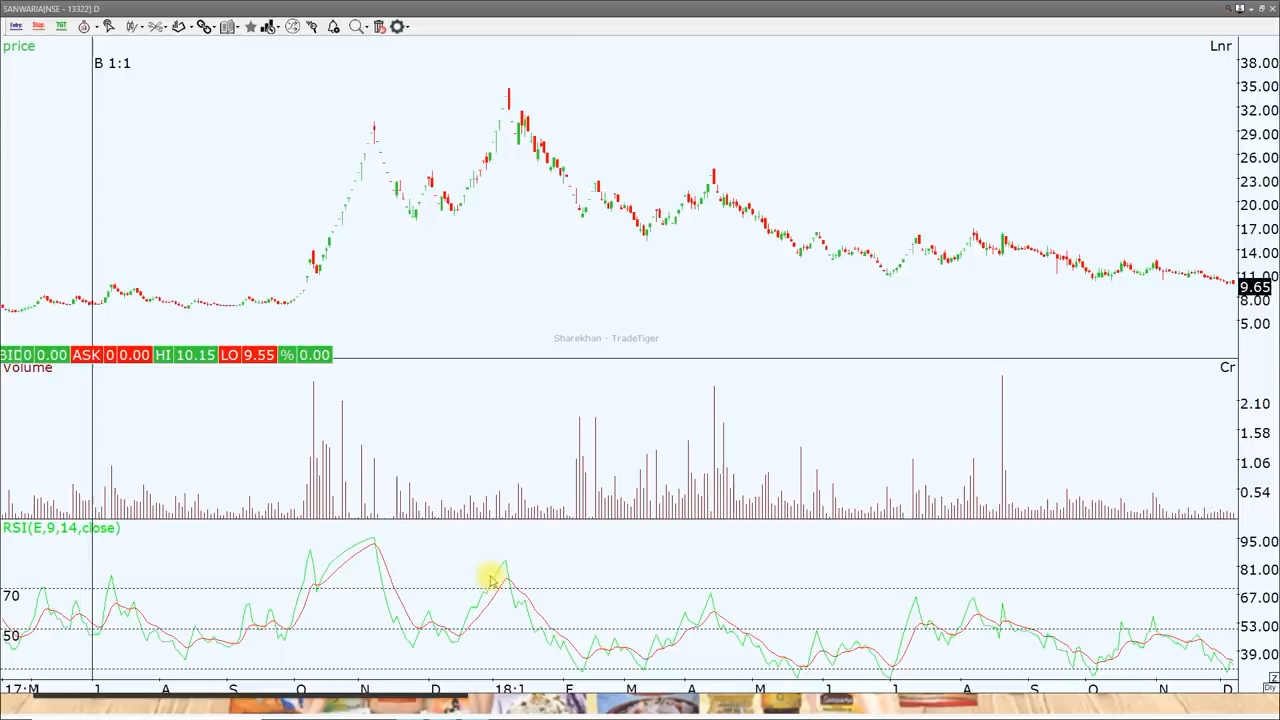 SANWARIA[NSE - 13322] D
Entry Stop TGT
price
Lnr
B 1:1
38.00
35.00
32.00
29.00
26.00
23.00
20.00
17.00
14.00
11.00
9.65
8.00
5.00
Sharekhan - TradeTiger
BID 0 0.00 ASK 0 0.00 HI 10.15 LO 9.55 % 0.00
Volume
Cr
2.10
1.58
1.06
0.54
RSI(E,9,14,close)
95.00
81.00
70
67.00
50
53.00
39.00
17:M J A S O N D 18:1 F M A M J J A S O N D